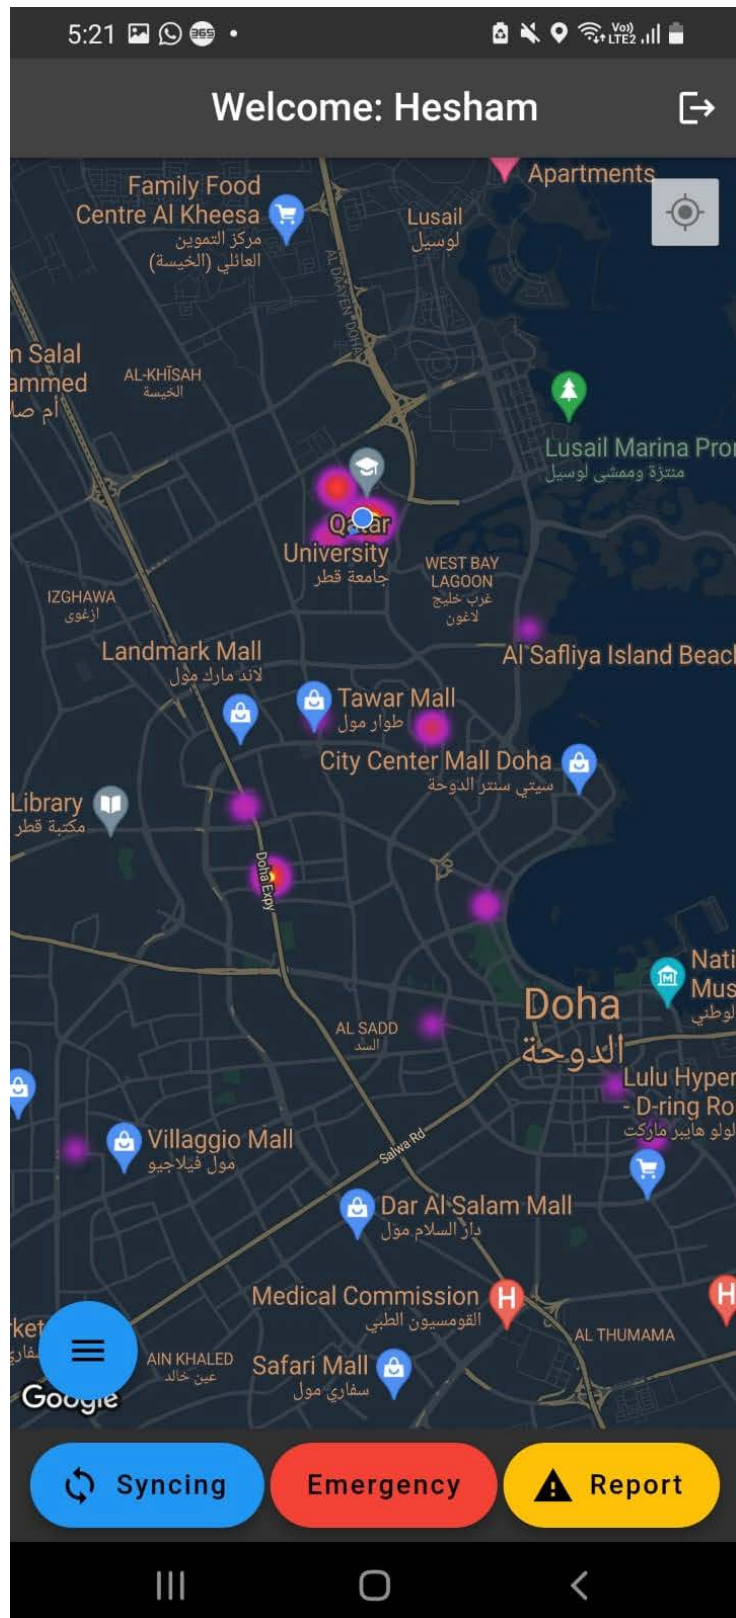 5:21
365
Vo))
LTE2
Welcome: Hesham
Apartments
Family Food
Centre Al Kheesa
مركز التموين
العائلي (الخيسة)
Lusail
لوسيل
AL DAAYEN
DOHA
m Salal
ammed
أم صلا
AL-KHĪSAH
الخيسة
Lusail Marina Pro
منتزة وممشى لوسيل
Qatar
University
جامعة قطر
WEST BAY
LAGOON
غرب خليج
لاغون
IZGHAWA
ازغوى
Landmark Mall
لاند مارك مول
Al Safliya Island Beach
Tawar Mall
طوار مول
City Center Mall Doha
سيتي سنتر الدوحة
Library
مكتبة قطر
Doha Expy
Nati
Mus
لوطني
Doha
الدوحة
AL SADD
السد
Lulu Hyper
- D-ring Ro
لولو هايبر ماركت
Villaggio Mall
مول فيلاجيو
Salwa Rd
Dar Al Salam Mall
دار السلام مول
Medical Commission
القومسيون الطبي
H
H
AL THUMAMA
ket
سفاري
AIN KHALED
عين خالد
Safari Mall
سفاري مول
Google
Syncing
Emergency
Report